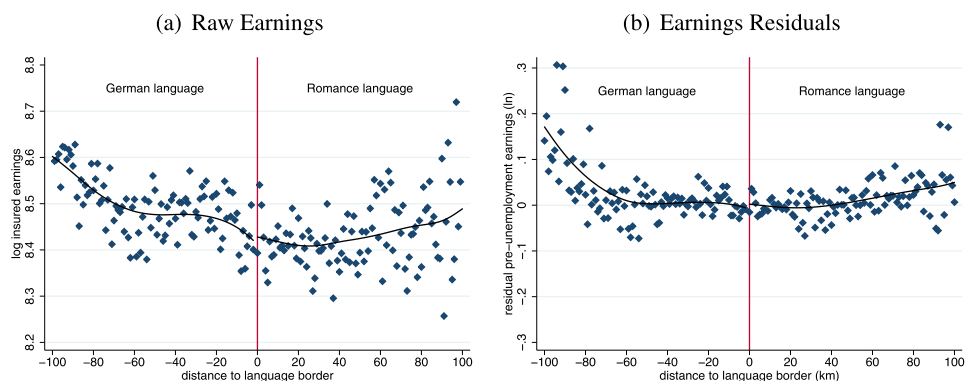 (a) Raw Earnings
(b) Earnings Residuals
log insured earnings
8.8
8.7
8.6
8.5
8.4
8.3
8.2
German language
Romance language
−100 −80 −60 −40 −20 0 20 40 60 80 100
distance to language border
residual pre−unemployment earnings (ln)
.3
.2
.1
0
−.1
−.2
−.3
German language
Romance language
−100 −80 −60 −40 −20 0 20 40 60 80 100
distance to language border (km)